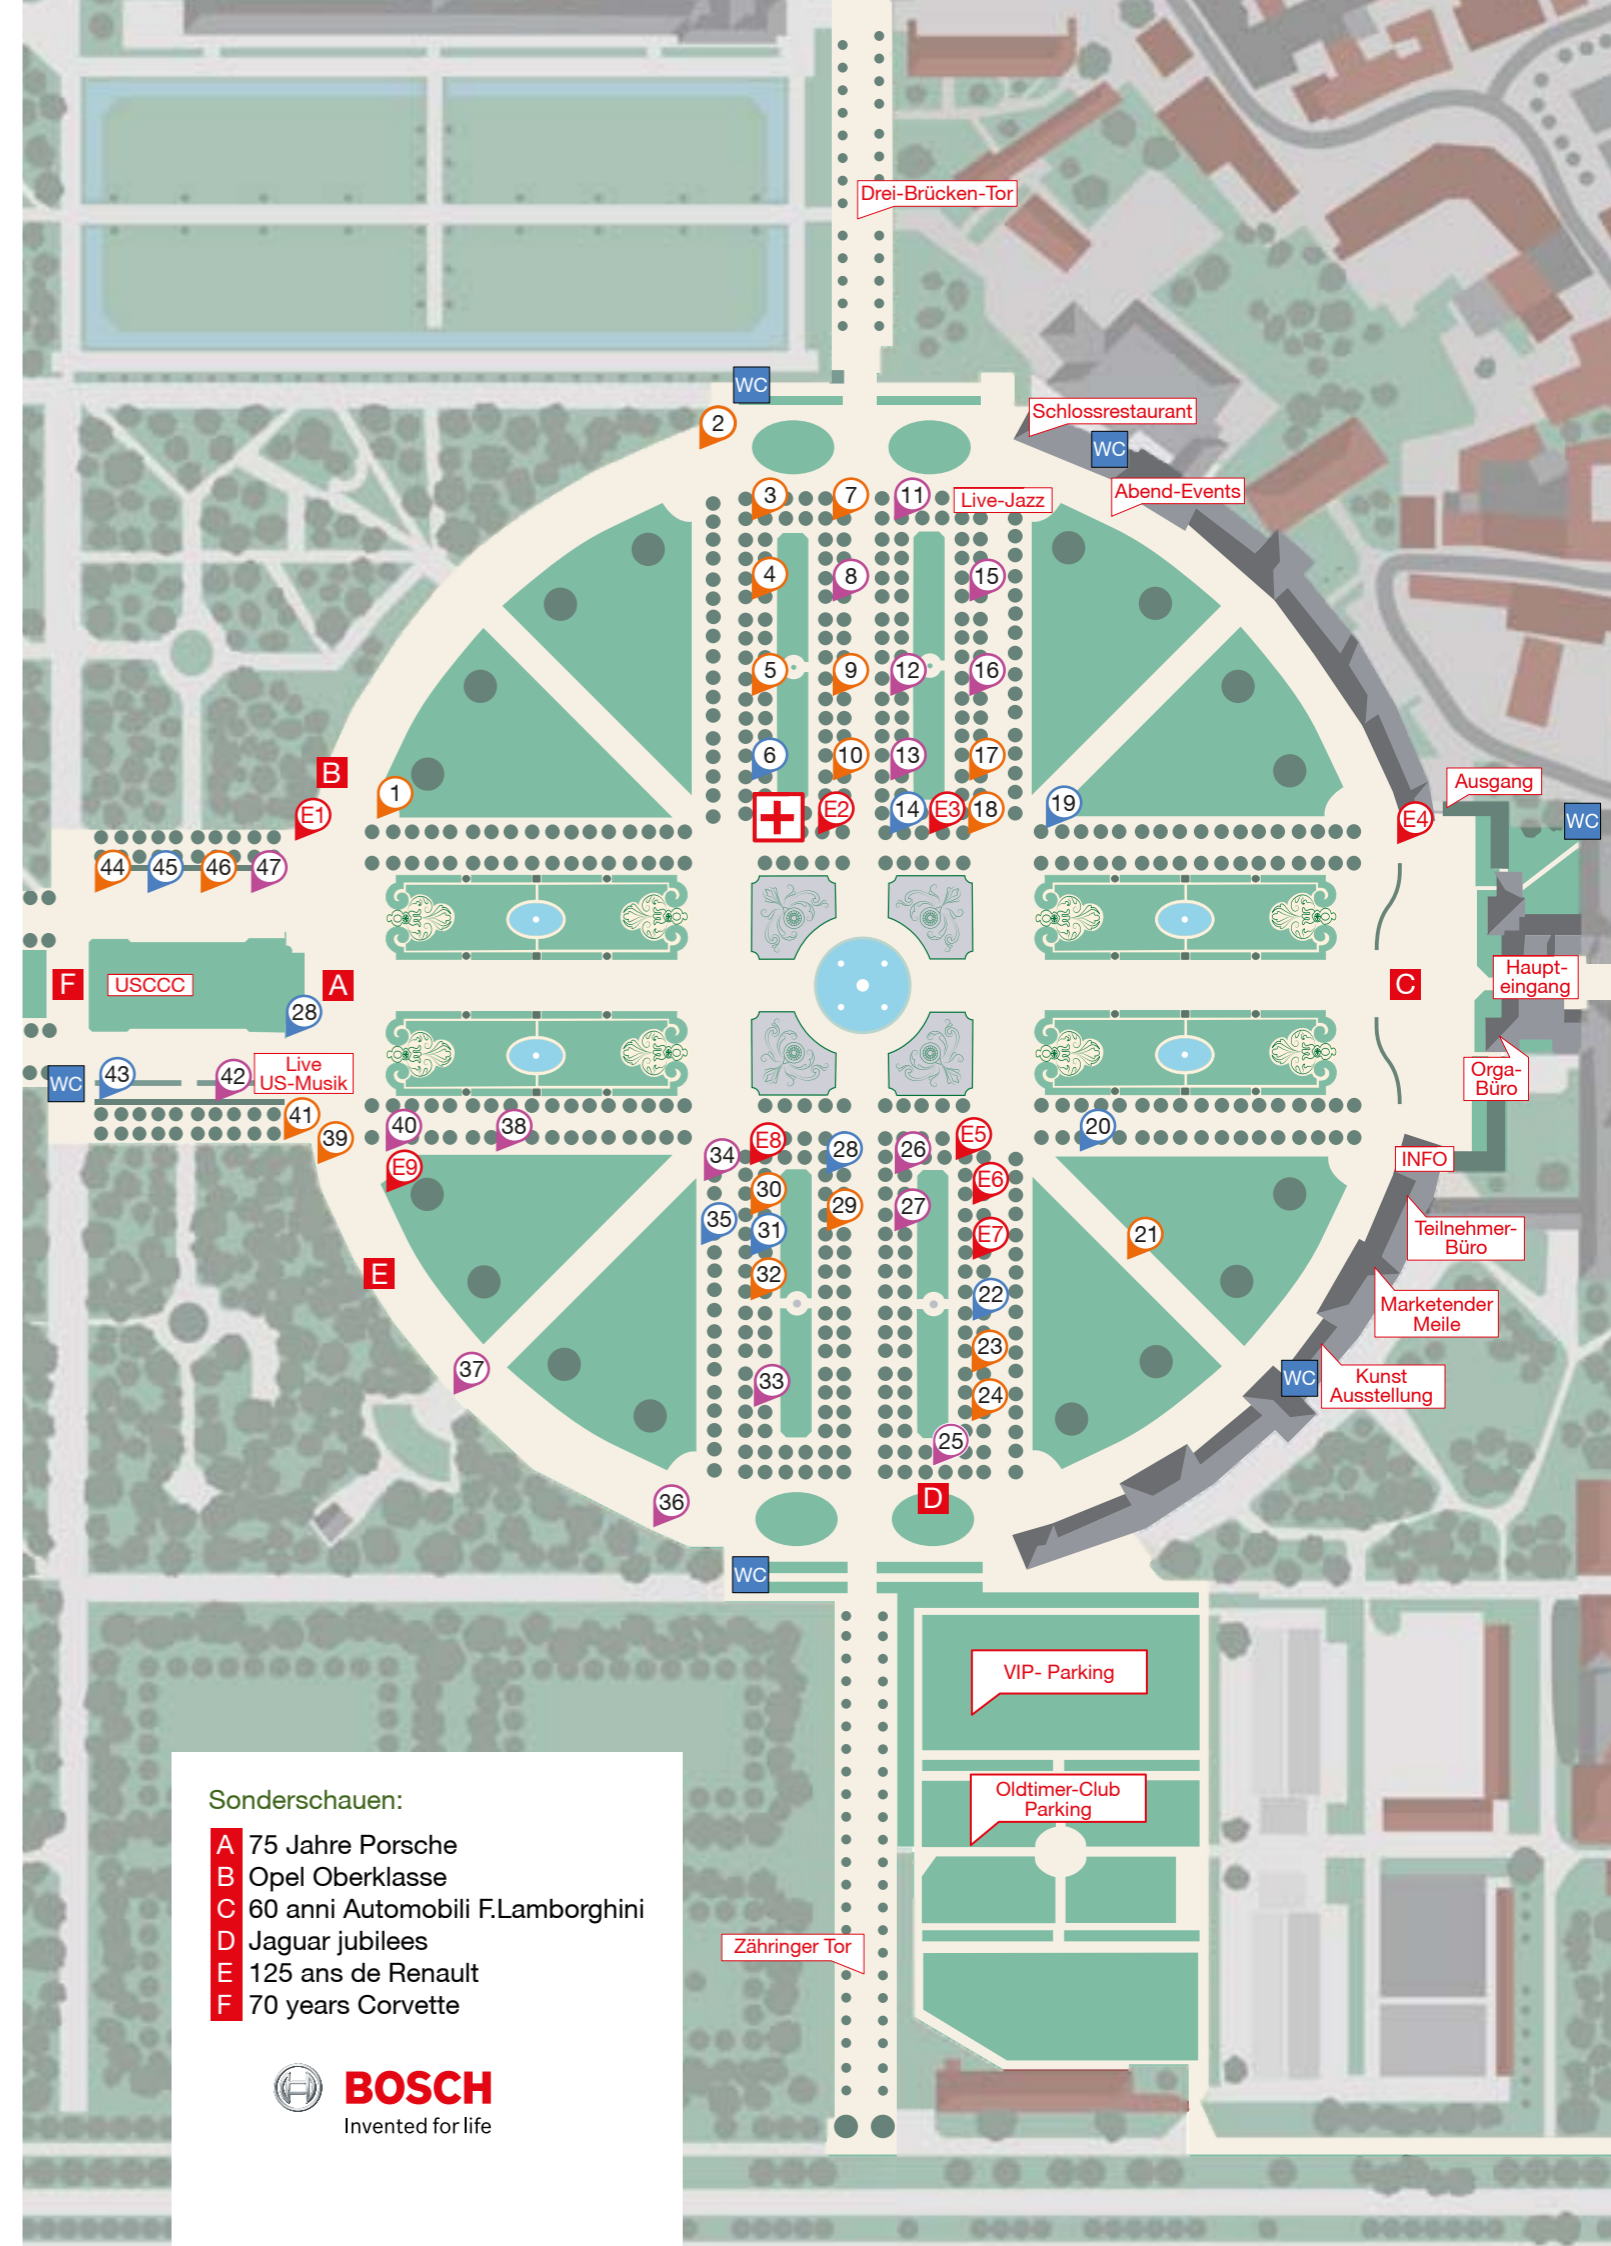 Drei-Brücken-Tor
WC
2
Schlossrestaurant
WC
Abend-Events
3
7
11
Live-Jazz
4
8
15
5
9
12
16
6
10
13
17
B
1
E1
E2
14
E3
18
19
E4
Ausgang
WC
44
45
46
47
F
USCCC
A
28
C
Haupt-
eingang
WC
43
42
Live
US-Musik
Orga-
Büro
41
39
40
38
E9
34
E8
28
26
E5
20
INFO
30
29
27
E6
35
31
E7
21
Teilnehmer-
Büro
E
32
22
Marketender
Meile
37
33
23
24
WC
Kunst
Ausstellung
25
36
D
WC
VIP- Parking
Oldtimer-Club
Parking
Zähringer Tor
Sonderschauen:
A 75 Jahre Porsche
B Opel Oberklasse
C 60 anni Automobili F.Lamborghini
D Jaguar jubilees
E 125 ans de Renault
F 70 years Corvette
BOSCH
Invented for life